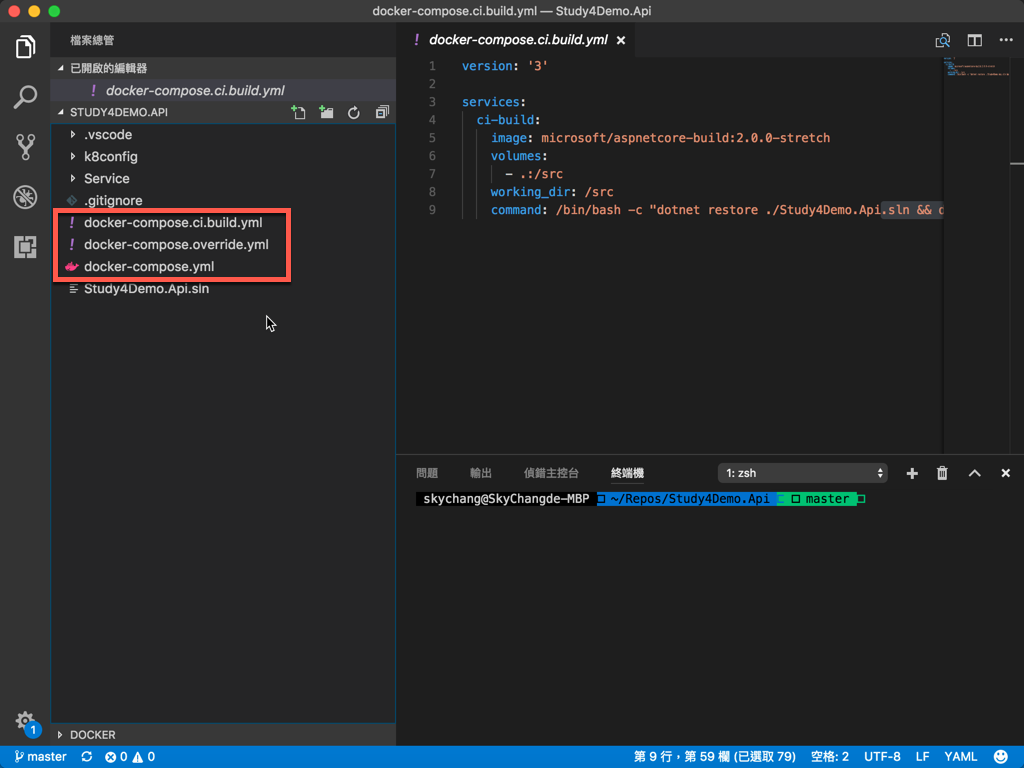 docker-compose.ci.build.yml — Study4Demo.Api
檔案總管
已開啟的編輯器
! docker-compose.ci.build.yml
STUDY4DEMO.API
.vscode
k8config
Service
.gitignore
! docker-compose.ci.build.yml
! docker-compose.override.yml
docker-compose.yml
Study4Demo.Api.sln
DOCKER
! docker-compose.ci.build.yml ×
1 version: '3'
2
3 services:
4 ci-build:
5 image: microsoft/aspnetcore-build:2.0.0-stretch
6 volumes:
7 - .:/src
8 working_dir: /src
9 command: /bin/bash -c "dotnet restore ./Study4Demo.Api.sln && d
問題 輸出 偵錯主控台 終端機 1: zsh
skychang@SkyChangde-MBP ~/Repos/Study4Demo.Api master
1
master 0 0 第 9 行，第 59 欄 (已選取 79) 空格: 2 UTF-8 LF YAML